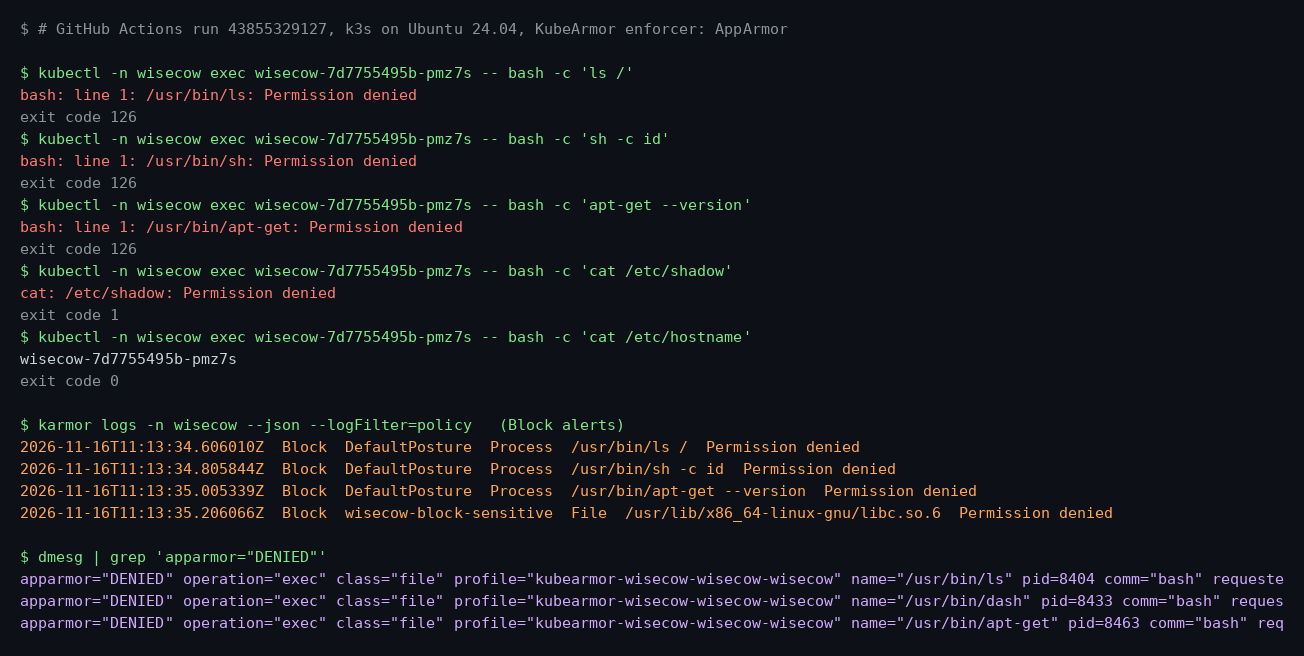 $ # GitHub Actions run 43855329127, k3s on Ubuntu 24.04, KubeArmor enforcer: AppArmor
$ kubectl -n wisecow exec wisecow-7d7755495b-pmz7s -- bash -c 'ls /'
bash: line 1: /usr/bin/ls: Permission denied
exit code 126
$ kubectl -n wisecow exec wisecow-7d7755495b-pmz7s -- bash -c 'sh -c id'
bash: line 1: /usr/bin/sh: Permission denied
exit code 126
$ kubectl -n wisecow exec wisecow-7d7755495b-pmz7s -- bash -c 'apt-get --version'
bash: line 1: /usr/bin/apt-get: Permission denied
exit code 126
$ kubectl -n wisecow exec wisecow-7d7755495b-pmz7s -- bash -c 'cat /etc/shadow'
cat: /etc/shadow: Permission denied
exit code 1
$ kubectl -n wisecow exec wisecow-7d7755495b-pmz7s -- bash -c 'cat /etc/hostname'
wisecow-7d7755495b-pmz7s
exit code 0
$ karmor logs -n wisecow --json --logFilter=policy   (Block alerts)
2026-11-16T11:13:34.606010Z  Block  DefaultPosture  Process  /usr/bin/ls /  Permission denied
2026-11-16T11:13:34.805844Z  Block  DefaultPosture  Process  /usr/bin/sh -c id  Permission denied
2026-11-16T11:13:35.005339Z  Block  DefaultPosture  Process  /usr/bin/apt-get --version  Permission denied
2026-11-16T11:13:35.206066Z  Block  wisecow-block-sensitive  File  /usr/lib/x86_64-linux-gnu/libc.so.6  Permission denied
$ dmesg | grep 'apparmor="DENIED"'
apparmor="DENIED" operation="exec" class="file" profile="kubearmor-wisecow-wisecow-wisecow" name="/usr/bin/ls" pid=8404 comm="bash" requeste
apparmor="DENIED" operation="exec" class="file" profile="kubearmor-wisecow-wisecow-wisecow" name="/usr/bin/dash" pid=8433 comm="bash" reques
apparmor="DENIED" operation="exec" class="file" profile="kubearmor-wisecow-wisecow-wisecow" name="/usr/bin/apt-get" pid=8463 comm="bash" req